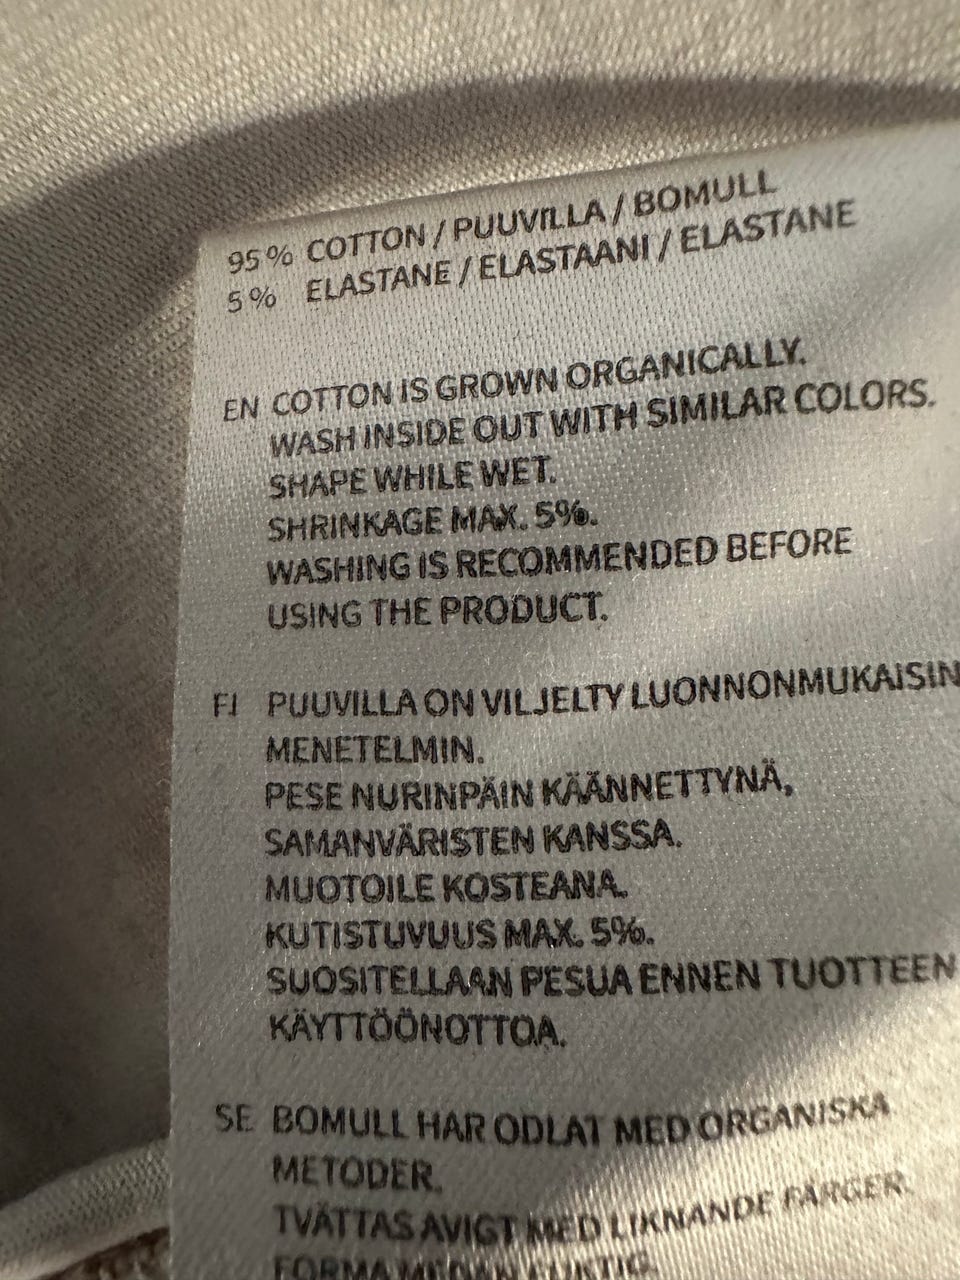 95% COTTON / PUUVILLA / BOMULL
5% ELASTANE / ELASTAANI / ELASTANE
EN COTTON IS GROWN ORGANICALLY.
WASH INSIDE OUT WITH SIMILAR COLORS.
SHAPE WHILE WET.
SHRINKAGE MAX. 5%.
WASHING IS RECOMMENDED BEFORE
USING THE PRODUCT.
FI PUUVILLA ON VILJELTY LUONNONMUKAISIN
MENETELMIN.
PESE NURINPÄIN KÄÄNNETTYNÄ,
SAMANVÄRISTEN KANSSA.
MUOTOILE KOSTEANA.
KUTISTUVUUS MAX. 5%.
SUOSITELLAAN PESUA ENNEN TUOTTEEN
KÄYTTÖÖNOTTOA.
SE BOMULL HAR ODLAT MED ORGANISKA
METODER.
TVÄTTAS AVIGT MED LIKNANDE FÄRGER.
FORMA MEDAN FUKTIG.